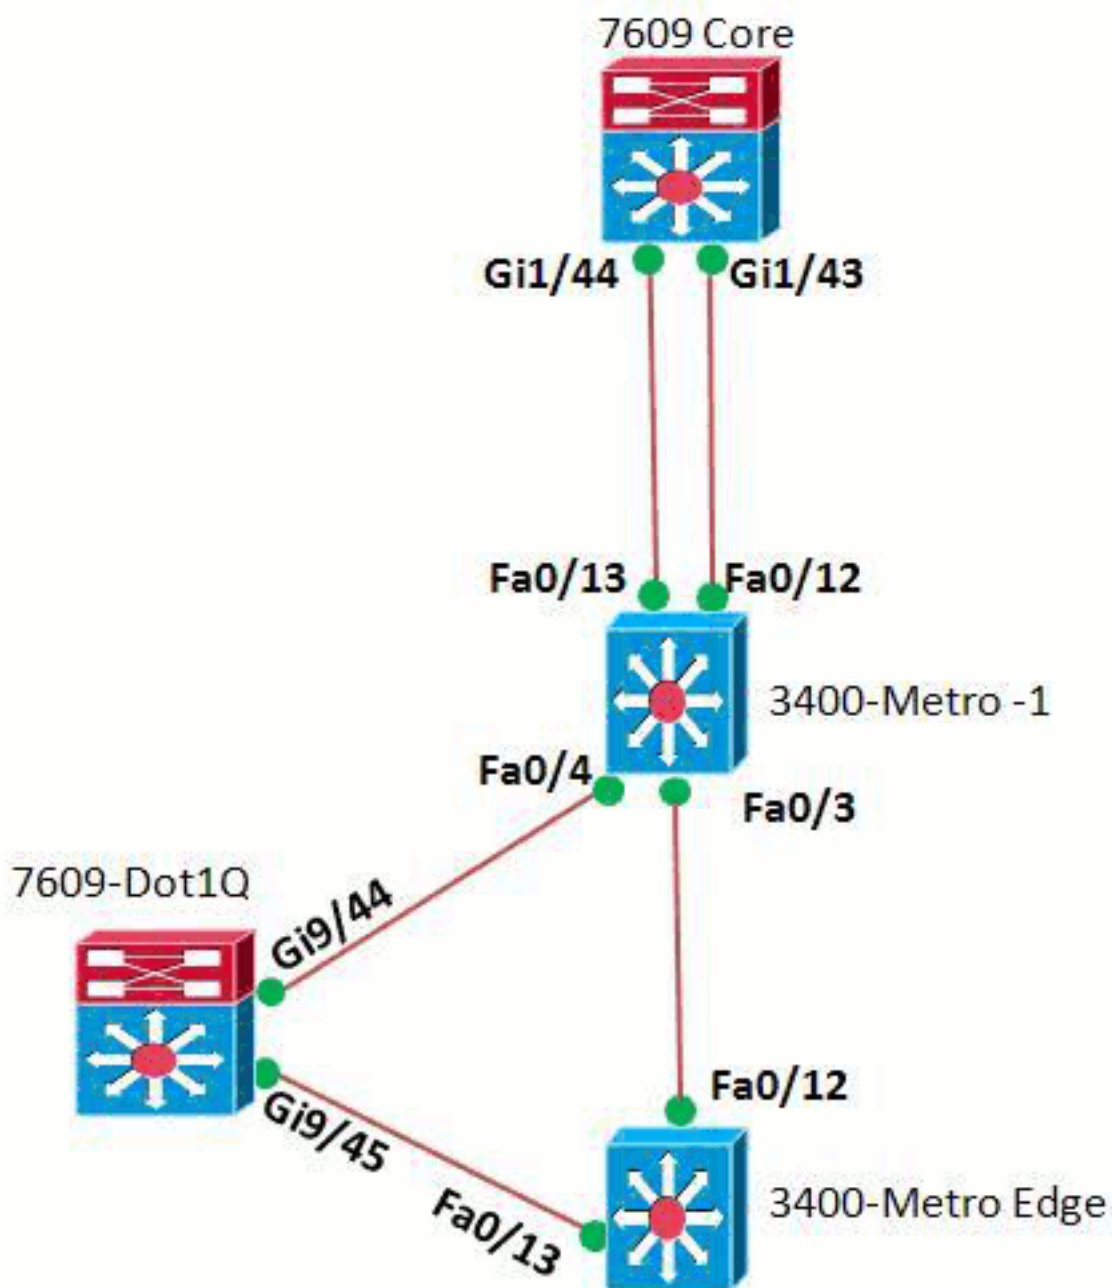 7609 Core
Gi1/44
Gi1/43
Fa0/13
Fa0/12
3400-Metro -1
Fa0/4
Fa0/3
7609-Dot1Q
Gi9/44
Gi9/45
Fa0/12
Fa0/13
3400-Metro Edge